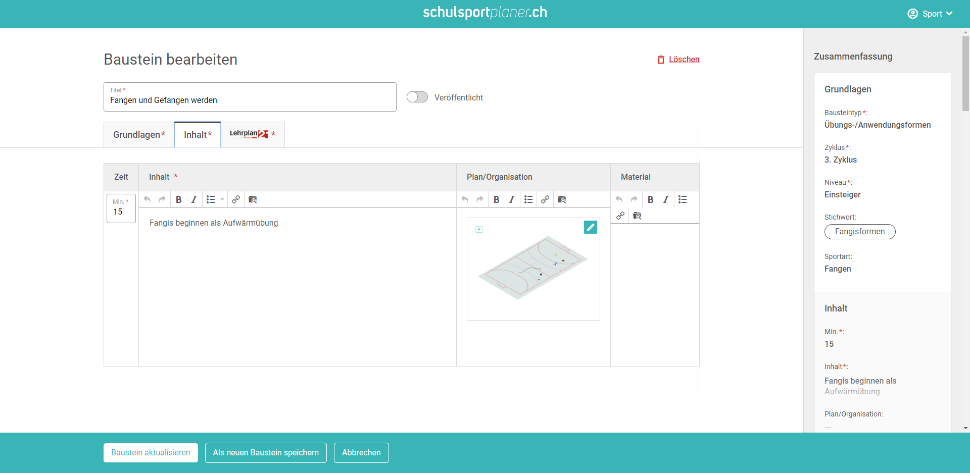 schulsportplaner.ch
Sport
Baustein bearbeiten
Löschen
Titel *
Fangen und Gefangen werden
Veröffentlicht
Grundlagen*
Inhalt*
Lehrplan 21 *
Zeit
Inhalt *
Plan/Organisation
Material
Min. *
15
B I
B I
B I
Fangis beginnen als Aufwärmübung
Zusammenfassung
Grundlagen
Bausteintyp*:
Übungs-/Anwendungsformen
Zyklus*:
3. Zyklus
Niveau*:
Einsteiger
Stichwort:
Fangisformen
Sportart:
Fangen
Inhalt
Min.*:
15
Inhalt*:
Fangis beginnen als
Aufwärmübung
Plan/Organisation:
Baustein aktualisieren
Als neuen Baustein speichern
Abbrechen